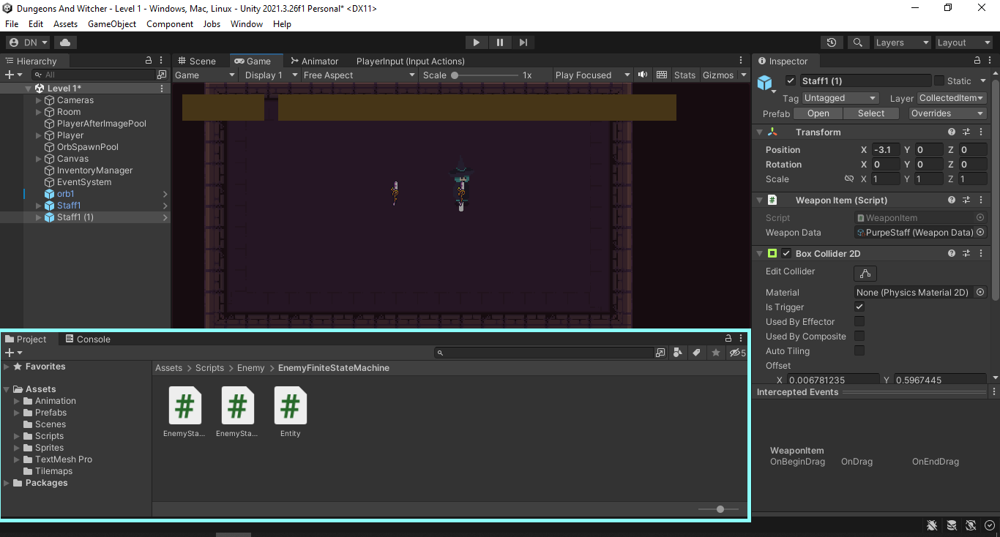 Dungeons And Witcher - Level 1 - Windows, Mac, Linux - Unity 2021.3.26f1 Personal* <DX11>
File Edit Assets GameObject Component Jobs Window Help
DN Layers Layout
Hierarchy Scene Game Animator PlayerInput (Input Actions) Inspector
All Game Display 1 Free Aspect Scale 1x Play Focused Stats Gizmos
Staff1 (1) Static
Tag Untagged Layer CollectedItem
Prefab Open Select Overrides
Level 1*
Cameras
Room
PlayerAfterImagePool
Player
OrbSpawnPool
Canvas
InventoryManager
EventSystem
orb1
Staff1
Staff1 (1)
Transform
Position X -3.1 Y 0 Z 0
Rotation X 0 Y 0 Z 0
Scale X 1 Y 1 Z 1
# Weapon Item (Script)
Script # WeaponItem
Weapon Data PurpeStaff (Weapon Data)
Box Collider 2D
Edit Collider
Material None (Physics Material 2D)
Is Trigger
Used By Effector
Used By Composite
Auto Tiling
Offset
X 0.006781235 Y 0.5967445
Project Console
5
Favorites
Assets
Animation
Prefabs
Scenes
Scripts
Sprites
TextMesh Pro
Tilemaps
Packages
Assets > Scripts > Enemy > EnemyFiniteStateMachine
# # #
EnemySta... EnemySta... Entity
Intercepted Events
WeaponItem
OnBeginDrag OnDrag OnEndDrag